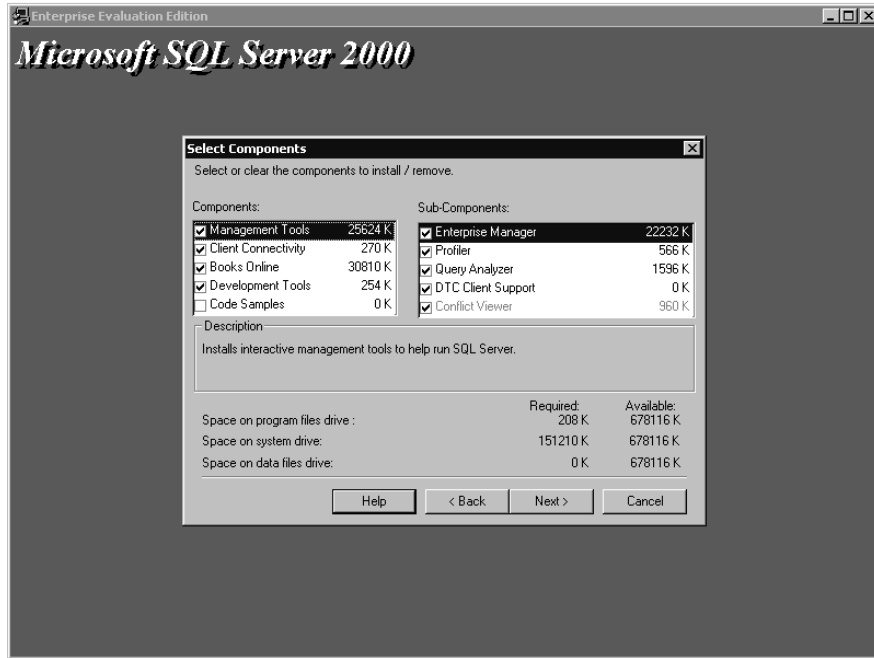 Enterprise Evaluation Edition
Microsoft SQL Server 2000
Select Components
Select or clear the components to install / remove.
Components:
Management Tools 25624 K
Client Connectivity 270 K
Books Online 30810 K
Development Tools 254 K
Code Samples 0 K
Sub-Components:
Enterprise Manager 22232 K
Profiler 566 K
Query Analyzer 1596 K
DTC Client Support 0 K
Conflict Viewer 960 K
Description
Installs interactive management tools to help run SQL Server.
Required: Available:
Space on program files drive : 208 K 678116 K
Space on system drive: 151210 K 678116 K
Space on data files drive: 0 K 678116 K
Help < Back Next > Cancel